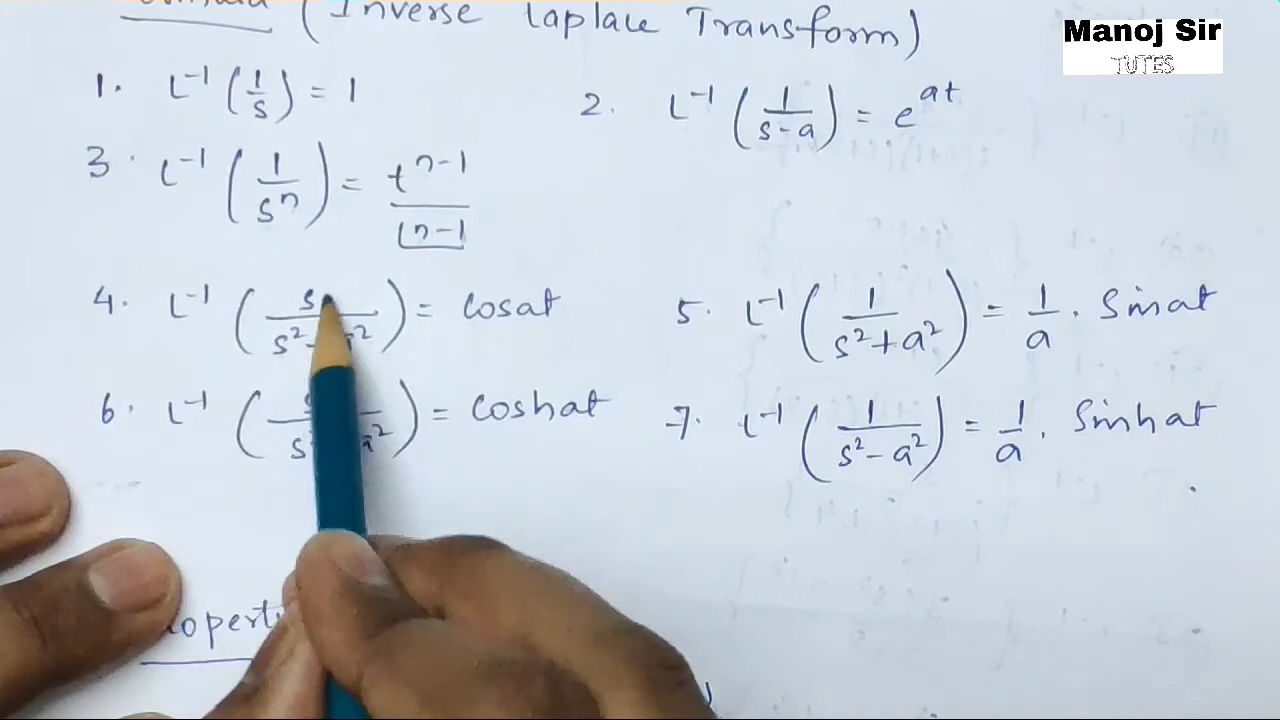 (Inverse Laplace Transform)
Manoj Sir
TUTES
1. L⁻¹ (1/s) = 1
2. L⁻¹ (1/(s-a)) = e^at
3. L⁻¹ (1/sⁿ) = t^(n-1)/|n-1
4. L⁻¹ (s/(s² a²)) = cosat
5. L⁻¹ (1/(s²+a²)) = 1/a . Sinat
6. L⁻¹ (s/(s² a²)) = coshat
7. L⁻¹ (1/(s²-a²)) = 1/a . Sinhat